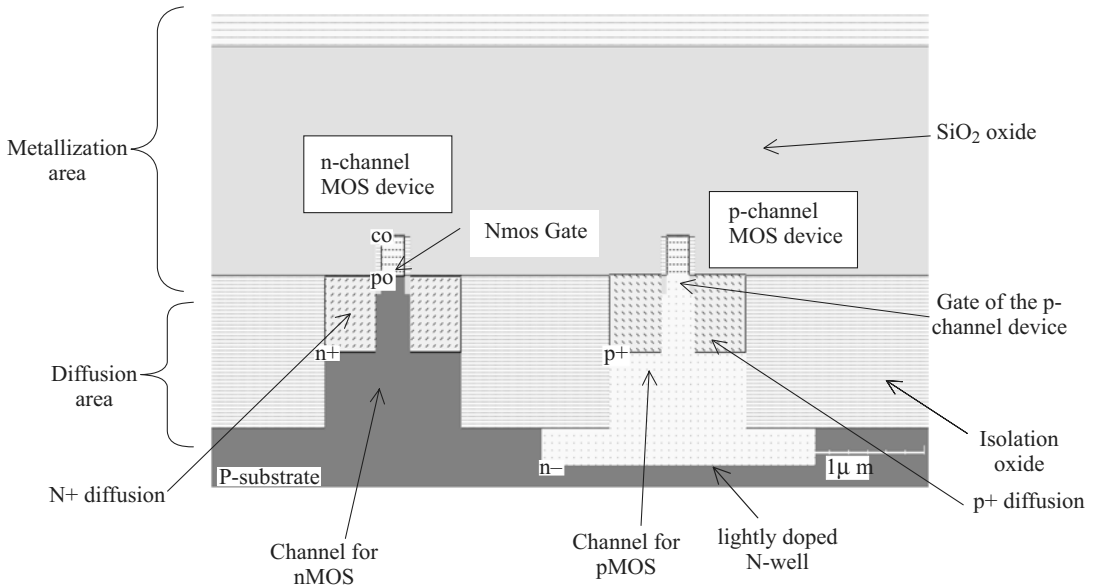 Metallization
area
n-channel
MOS device
SiO2 oxide
p-channel
MOS device
co
Nmos Gate
po
Gate of the p-
channel device
Diffusion
area
n+
p+
Isolation
oxide
P-substrate
n–
1µ m
N+ diffusion
p+ diffusion
Channel for
nMOS
Channel for
pMOS
lightly doped
N-well